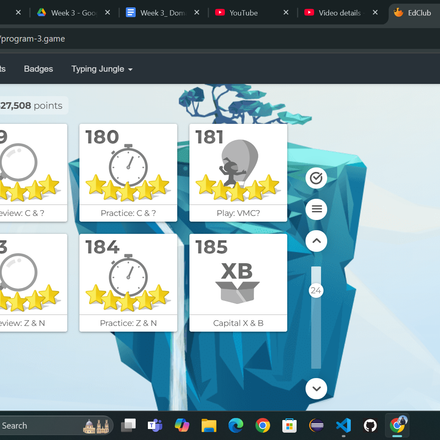 Week 3 - Goo
Week 3_ Dom
YouTube
Video details
EdClub
/program-3.game
ts
Badges
Typing Jungle
27,508 points
9
180
181
eview: C & ?
Practice: C & ?
Play: VMC?
3
184
185
XB
eview: Z & N
Practice: Z & N
Capital X & B
24
Search